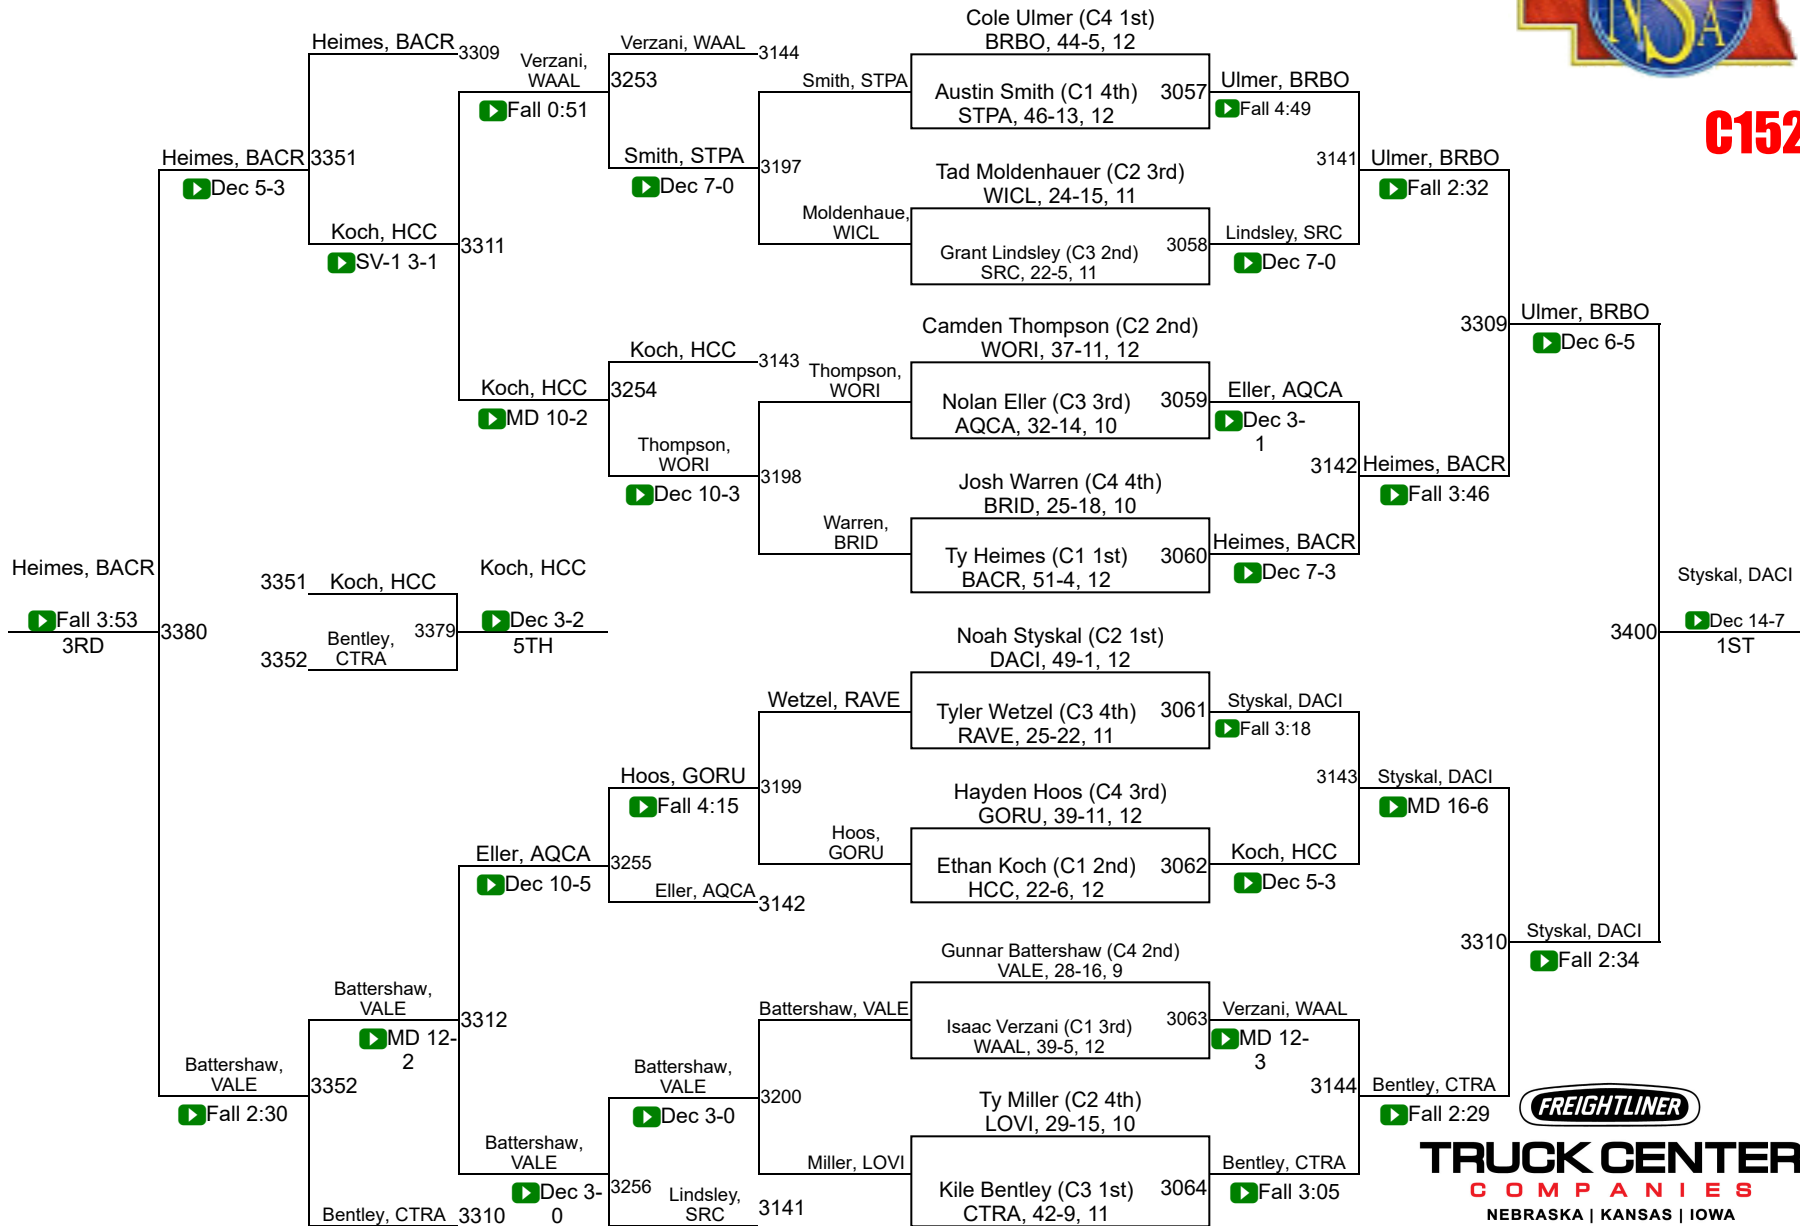 NSA
C152
Cole Ulmer (C4 1st)
BRBO, 44-5, 12
Austin Smith (C1 4th)
STPA, 46-13, 12
3057
Tad Moldenhauer (C2 3rd)
WICL, 24-15, 11
Grant Lindsley (C3 2nd)
SRC, 22-5, 11
3058
Camden Thompson (C2 2nd)
WORI, 37-11, 12
Nolan Eller (C3 3rd)
AQCA, 32-14, 10
3059
Josh Warren (C4 4th)
BRID, 25-18, 10
Ty Heimes (C1 1st)
BACR, 51-4, 12
3060
Noah Styskal (C2 1st)
DACI, 49-1, 12
Tyler Wetzel (C3 4th)
RAVE, 25-22, 11
3061
Hayden Hoos (C4 3rd)
GORU, 39-11, 12
Ethan Koch (C1 2nd)
HCC, 22-6, 12
3062
Gunnar Battershaw (C4 2nd)
VALE, 28-16, 9
Isaac Verzani (C1 3rd)
WAAL, 39-5, 12
3063
Ty Miller (C2 4th)
LOVI, 29-15, 10
Kile Bentley (C3 1st)
CTRA, 42-9, 11
3064
Ulmer, BRBO
Fall 4:49
Lindsley, SRC
Dec 7-0
Eller, AQCA
Dec 3-
1
Heimes, BACR
Dec 7-3
Styskal, DACI
Fall 3:18
Koch, HCC
Dec 5-3
Verzani, WAAL
MD 12-
3
Bentley, CTRA
Fall 3:05
3141
Ulmer, BRBO
Fall 2:32
3142
Heimes, BACR
Fall 3:46
3143
Styskal, DACI
MD 16-6
3144
Bentley, CTRA
Fall 2:29
3309
Ulmer, BRBO
Dec 6-5
3310
Styskal, DACI
Fall 2:34
3400
Styskal, DACI
Dec 14-7
1ST
Smith, STPA
Moldenhaue,
WICL
Thompson,
WORI
Warren,
BRID
Wetzel, RAVE
Hoos,
GORU
Battershaw, VALE
Miller, LOVI
Verzani, WAAL
3144
Smith, STPA
3197
Dec 7-0
Koch, HCC
3143
Thompson,
WORI
3198
Dec 10-3
Hoos, GORU
3199
Fall 4:15
Eller, AQCA
3142
Battershaw,
VALE
3200
Dec 3-0
Lindsley,
SRC
3141
Verzani,
WAAL
3253
Fall 0:51
Koch, HCC
3254
MD 10-2
Eller, AQCA
3255
Dec 10-5
Battershaw,
VALE
3256
Dec 3-
0
Heimes, BACR
3309
Koch, HCC
3311
SV-1 3-1
Battershaw,
VALE
3312
MD 12-
2
Bentley, CTRA
3310
Heimes, BACR
3351
Dec 5-3
Battershaw,
VALE
3352
Fall 2:30
Heimes, BACR
Fall 3:53
3380
3RD
3351
Koch, HCC
3352
Bentley,
CTRA
3379
Koch, HCC
Dec 3-2
5TH
FREIGHTLINER
TRUCK CENTER
COMPANIES
NEBRASKA | KANSAS | IOWA